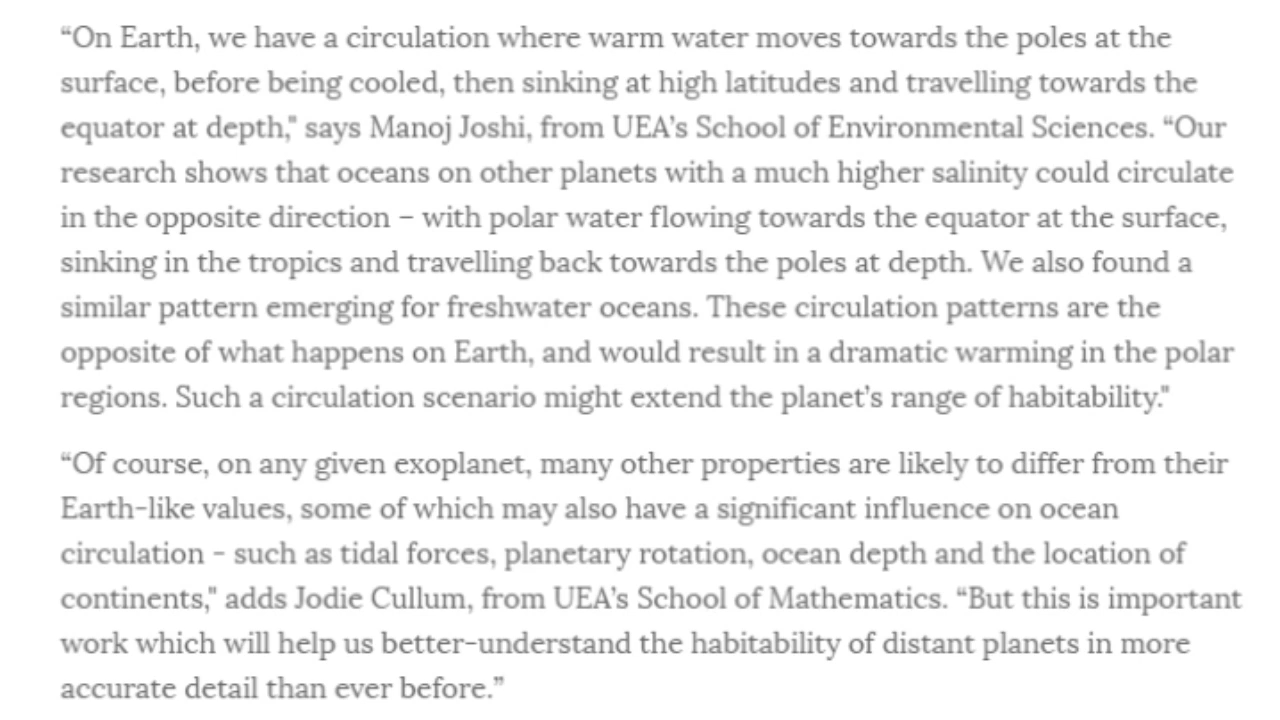 “On Earth, we have a circulation where warm water moves towards the poles at the
surface, before being cooled, then sinking at high latitudes and travelling towards the
equator at depth," says Manoj Joshi, from UEA’s School of Environmental Sciences. “Our
research shows that oceans on other planets with a much higher salinity could circulate
in the opposite direction – with polar water flowing towards the equator at the surface,
sinking in the tropics and travelling back towards the poles at depth. We also found a
similar pattern emerging for freshwater oceans. These circulation patterns are the
opposite of what happens on Earth, and would result in a dramatic warming in the polar
regions. Such a circulation scenario might extend the planet’s range of habitability."
“Of course, on any given exoplanet, many other properties are likely to differ from their
Earth-like values, some of which may also have a significant influence on ocean
circulation - such as tidal forces, planetary rotation, ocean depth and the location of
continents," adds Jodie Cullum, from UEA’s School of Mathematics. “But this is important
work which will help us better-understand the habitability of distant planets in more
accurate detail than ever before.”